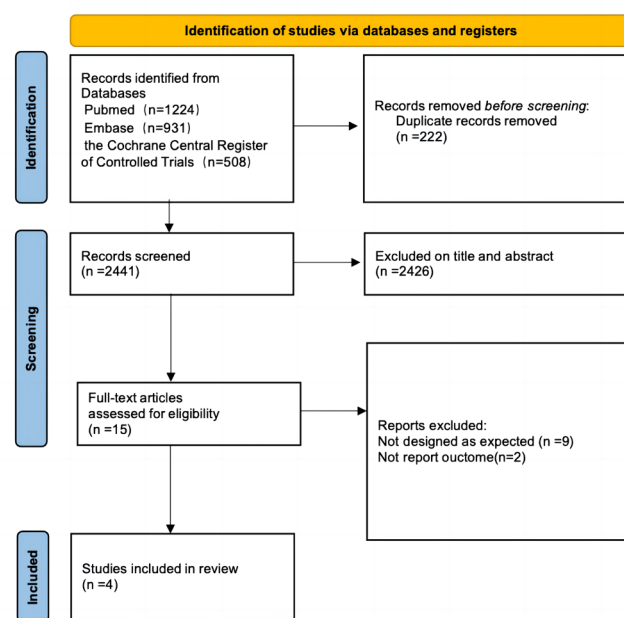 Identification of studies via databases and registers
Identification
Records identified from
Databases
Pubmed (n=1224)
Embase (n=931)
the Cochrane Central Register
of Controlled Trials (n=508)
Records removed before screening:
Duplicate records removed
(n =222)
Screening
Records screened
(n =2441)
Excluded on title and abstract
(n =2426)
Full-text articles
assessed for eligibility
(n =15)
Reports excluded:
Not designed as expected (n =9)
Not report ouctome(n=2)
Included
Studies included in review
(n =4)